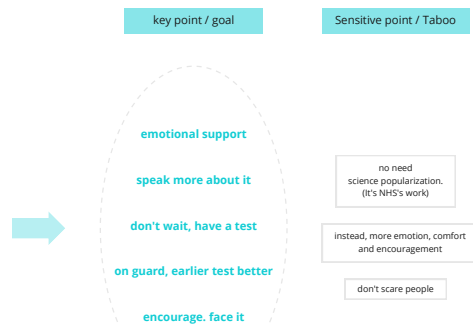 key point / goal
Sensitive point / Taboo
emotional support
speak more about it
don't wait, have a test
on guard, earlier test better
encourage. face it
no need
science popularization.
(It's NHS's work)
instead, more emotion, comfort
and encouragement
don't scare people